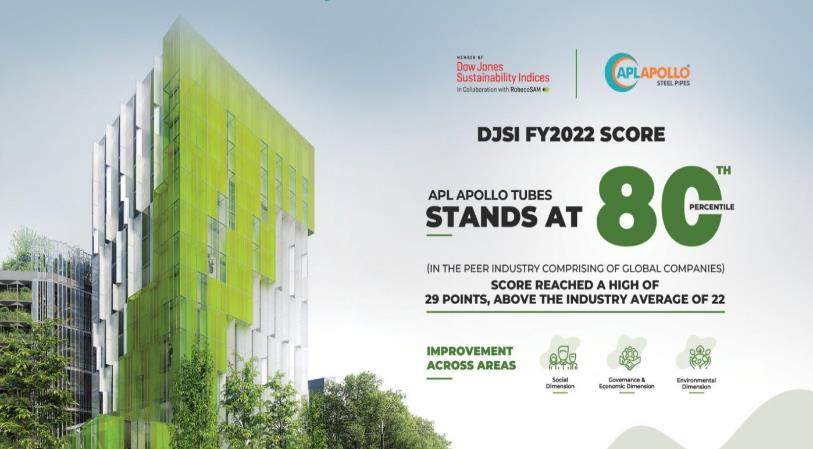 MEMBER OF
Dow Jones
Sustainability Indices
In Collaboration with RobecoSAM
APL APOLLO®
STEEL PIPES
DJSI FY2022 SCORE
APL APOLLO TUBES
STANDS AT 80TH PERCENTILE
(IN THE PEER INDUSTRY COMPRISING OF GLOBAL COMPANIES)
SCORE REACHED A HIGH OF
29 POINTS, ABOVE THE INDUSTRY AVERAGE OF 22
IMPROVEMENT
ACROSS AREAS
Social
Dimension
Governance &
Economic Dimension
Environmental
Dimension